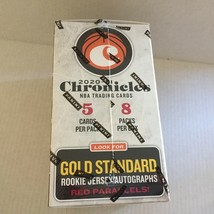 2020-21
Chronicles
NBA TRADING CARDS
5 8
CARDS PACKS
PER PACK PER BOX
LOOK FOR
GOLD STANDARD
ROOKIE JERSEY AUTOGRAPHS
RED PARALLELS!